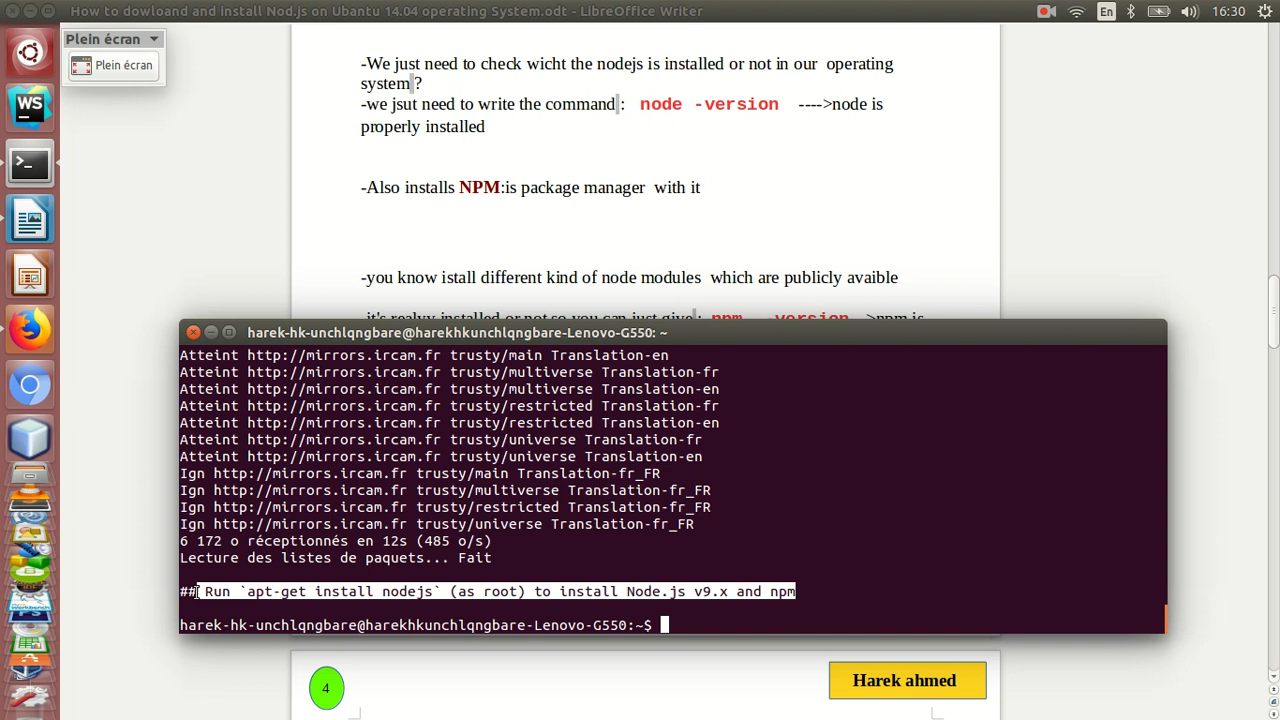 How to dowloand and install Nod.js on Ubantu 14.04 operating System.odt - LibreOffice Writer
En
16:30
Plein écran
Plein écran
-We just need to check wicht the nodejs is installed or not in our operating
system ?
-we jsut need to write the command : node -version ---->node is
properly installed
-Also installs NPM:is package manager with it
-you know istall different kind of node modules which are publicly avaible
harek-hk-unchlqngbare@harekhkunchlqngbare-Lenovo-G550: ~
Atteint http://mirrors.ircam.fr trusty/main Translation-en
Atteint http://mirrors.ircam.fr trusty/multiverse Translation-fr
Atteint http://mirrors.ircam.fr trusty/multiverse Translation-en
Atteint http://mirrors.ircam.fr trusty/restricted Translation-fr
Atteint http://mirrors.ircam.fr trusty/restricted Translation-en
Atteint http://mirrors.ircam.fr trusty/universe Translation-fr
Atteint http://mirrors.ircam.fr trusty/universe Translation-en
Ign http://mirrors.ircam.fr trusty/main Translation-fr_FR
Ign http://mirrors.ircam.fr trusty/multiverse Translation-fr_FR
Ign http://mirrors.ircam.fr trusty/restricted Translation-fr_FR
Ign http://mirrors.ircam.fr trusty/universe Translation-fr_FR
6 172 o réceptionnés en 12s (485 o/s)
Lecture des listes de paquets... Fait
## Run `apt-get install nodejs` (as root) to install Node.js v9.x and npm
harek-hk-unchlqngbare@harekhkunchlqngbare-Lenovo-G550:~$
4
Harek ahmed